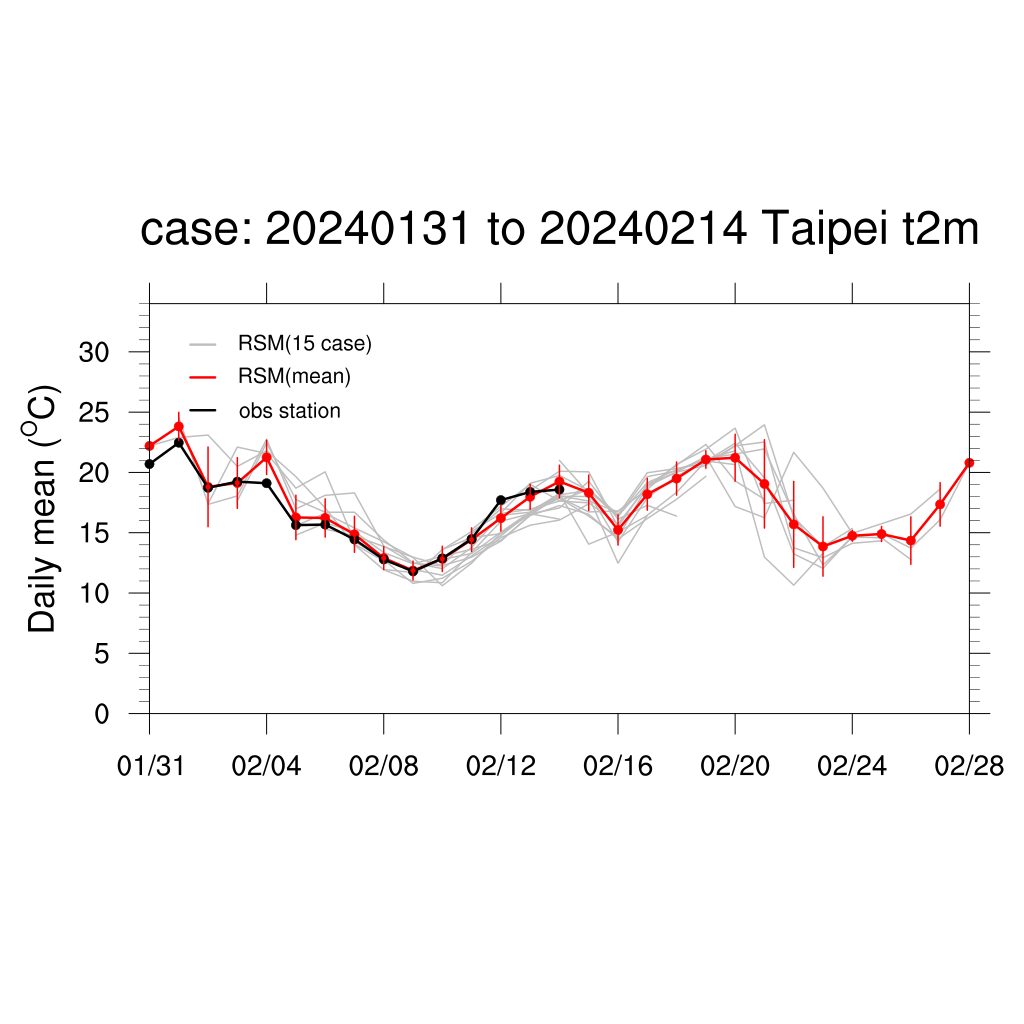 case: 20240131 to 20240214 Taipei t2m
RSM(15 case)
RSM(mean)
obs station
Daily mean (°C)
30
25
20
15
10
5
0
01/31 02/04 02/08 02/12 02/16 02/20 02/24 02/28